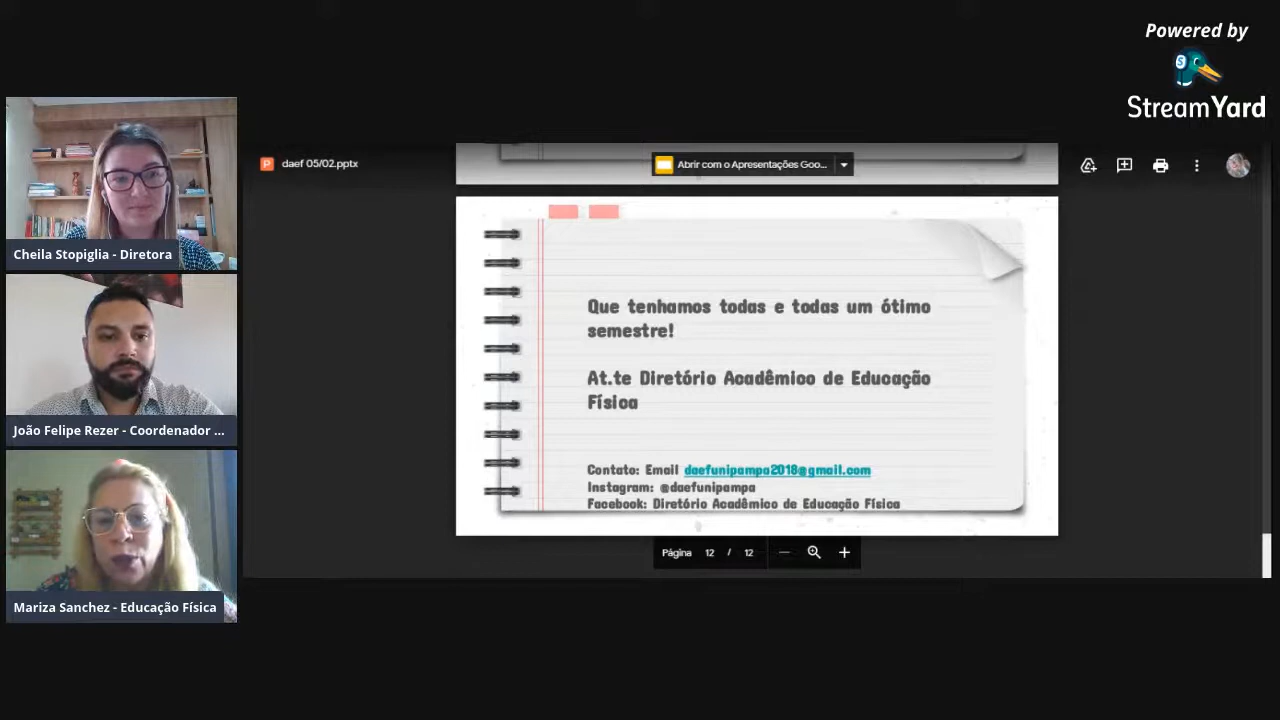 Powered by
StreamYard
daef 05/02.pptx
Abrir com o Apresentações Goo...
Cheila Stopiglia - Diretora
João Felipe Rezer - Coordenador ...
Mariza Sanchez - Educação Física
Que tenhamos todas e todas um ótimo
semestre!
At.te Diretório Acadêmico de Educação
Física
Contato: Email daefunipampa2018@gmail.com
Instagram: @daefunipampa
Facebook: Diretório Acadêmico de Educação Física
Página 12 / 12